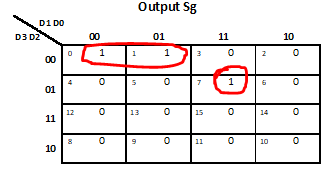 Output Sg
D1 D0
D3 D2 00 01 11 10
00 0 1 1 1 3 0 2 0
01 4 0 5 0 7 1 6 0
11 12 0 13 0 15 0 14 0
10 8 0 9 0 11 0 10 0